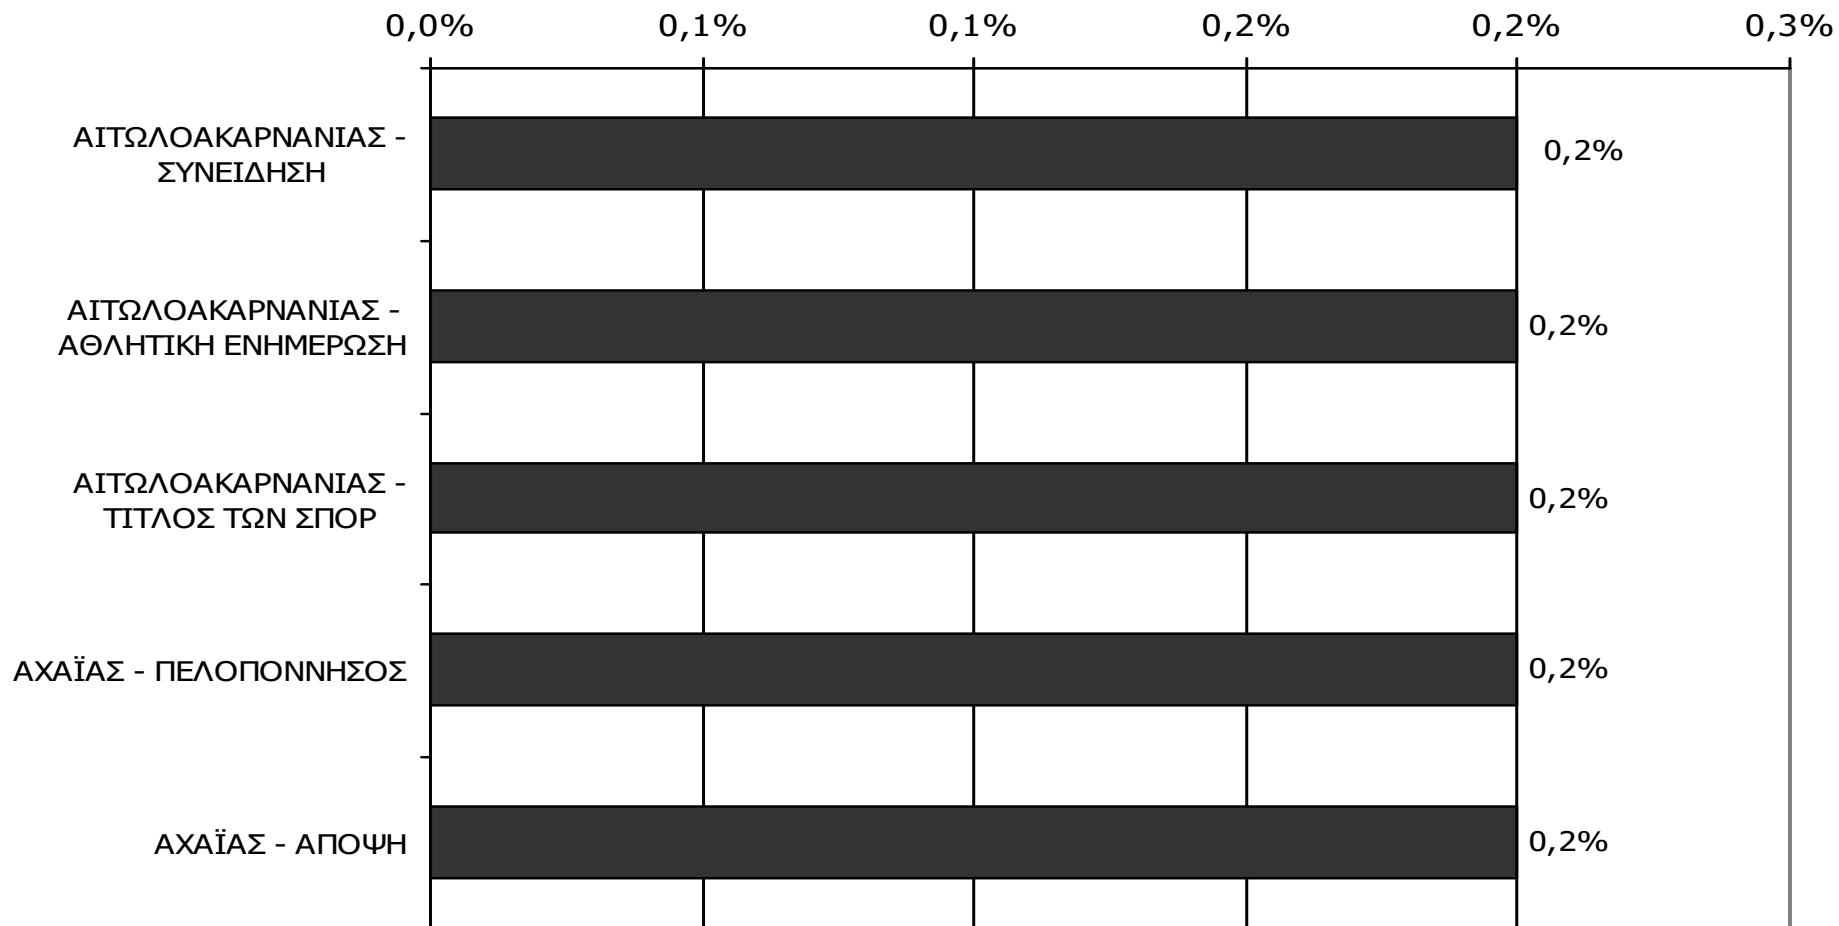 0,0% 0,1% 0,1% 0,2% 0,2% 0,3%
ΑΙΤΩΛΟΑΚΑΡΝΑΝΙΑΣ -
ΣΥΝΕΙΔΗΣΗ
0,2%
ΑΙΤΩΛΟΑΚΑΡΝΑΝΙΑΣ -
ΑΘΛΗΤΙΚΗ ΕΝΗΜΕΡΩΣΗ
0,2%
ΑΙΤΩΛΟΑΚΑΡΝΑΝΙΑΣ -
ΤΙΤΛΟΣ ΤΩΝ ΣΠΟΡ
0,2%
ΑΧΑΪΑΣ - ΠΕΛΟΠΟΝΝΗΣΟΣ
0,2%
ΑΧΑΪΑΣ - ΑΠΟΨΗ
0,2%